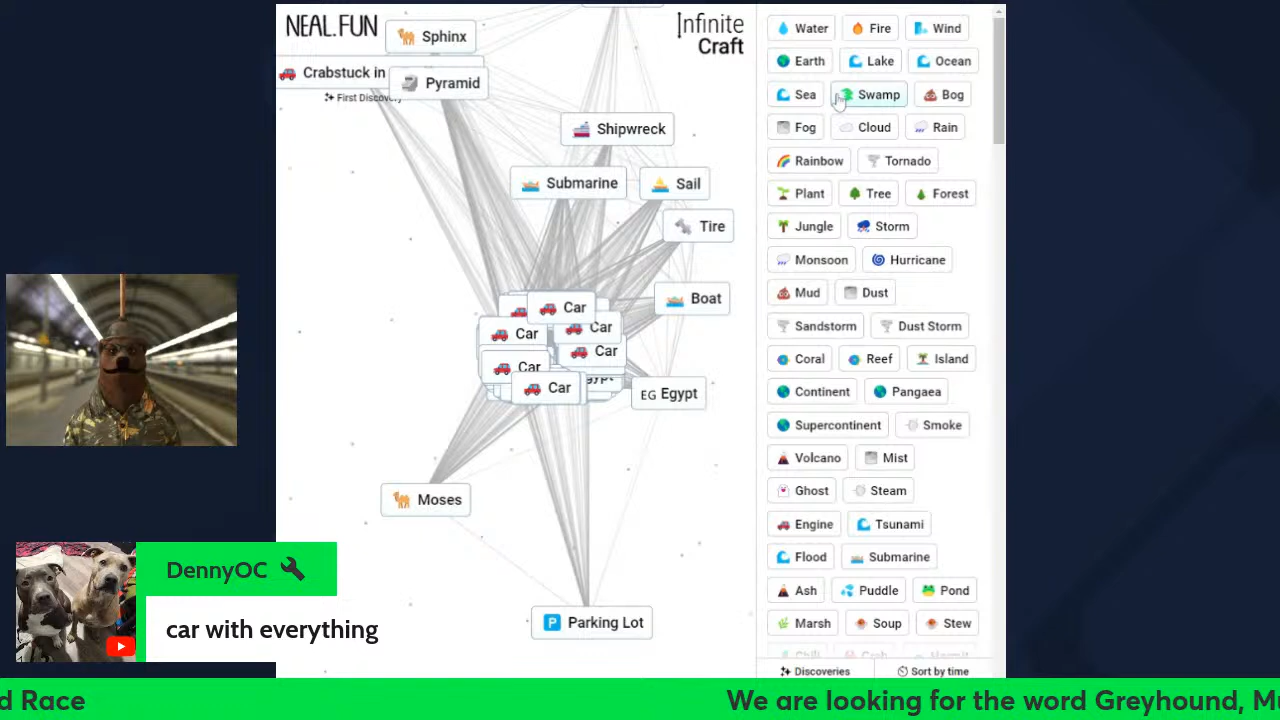 NEAL.FUN
Infinite
Craft
Sphinx
Crabstuck in
Pyramid
First Discovery
Shipwreck
Submarine
Sail
Tire
Boat
Car
Car
Car
Car
Car
Car
EG Egypt
Moses
P Parking Lot
Water Fire Wind
Earth Lake Ocean
Sea Swamp Bog
Fog Cloud Rain
Rainbow Tornado
Plant Tree Forest
Jungle Storm
Monsoon Hurricane
Mud Dust
Sandstorm Dust Storm
Coral Reef Island
Continent Pangaea
Supercontinent Smoke
Volcano Mist
Ghost Steam
Engine Tsunami
Flood Submarine
Ash Puddle Pond
Marsh Soup Stew
Chili Crab Hermit
Discoveries Sort by time
DennyOC
car with everything
d Race We are looking for the word Greyhound, Mu